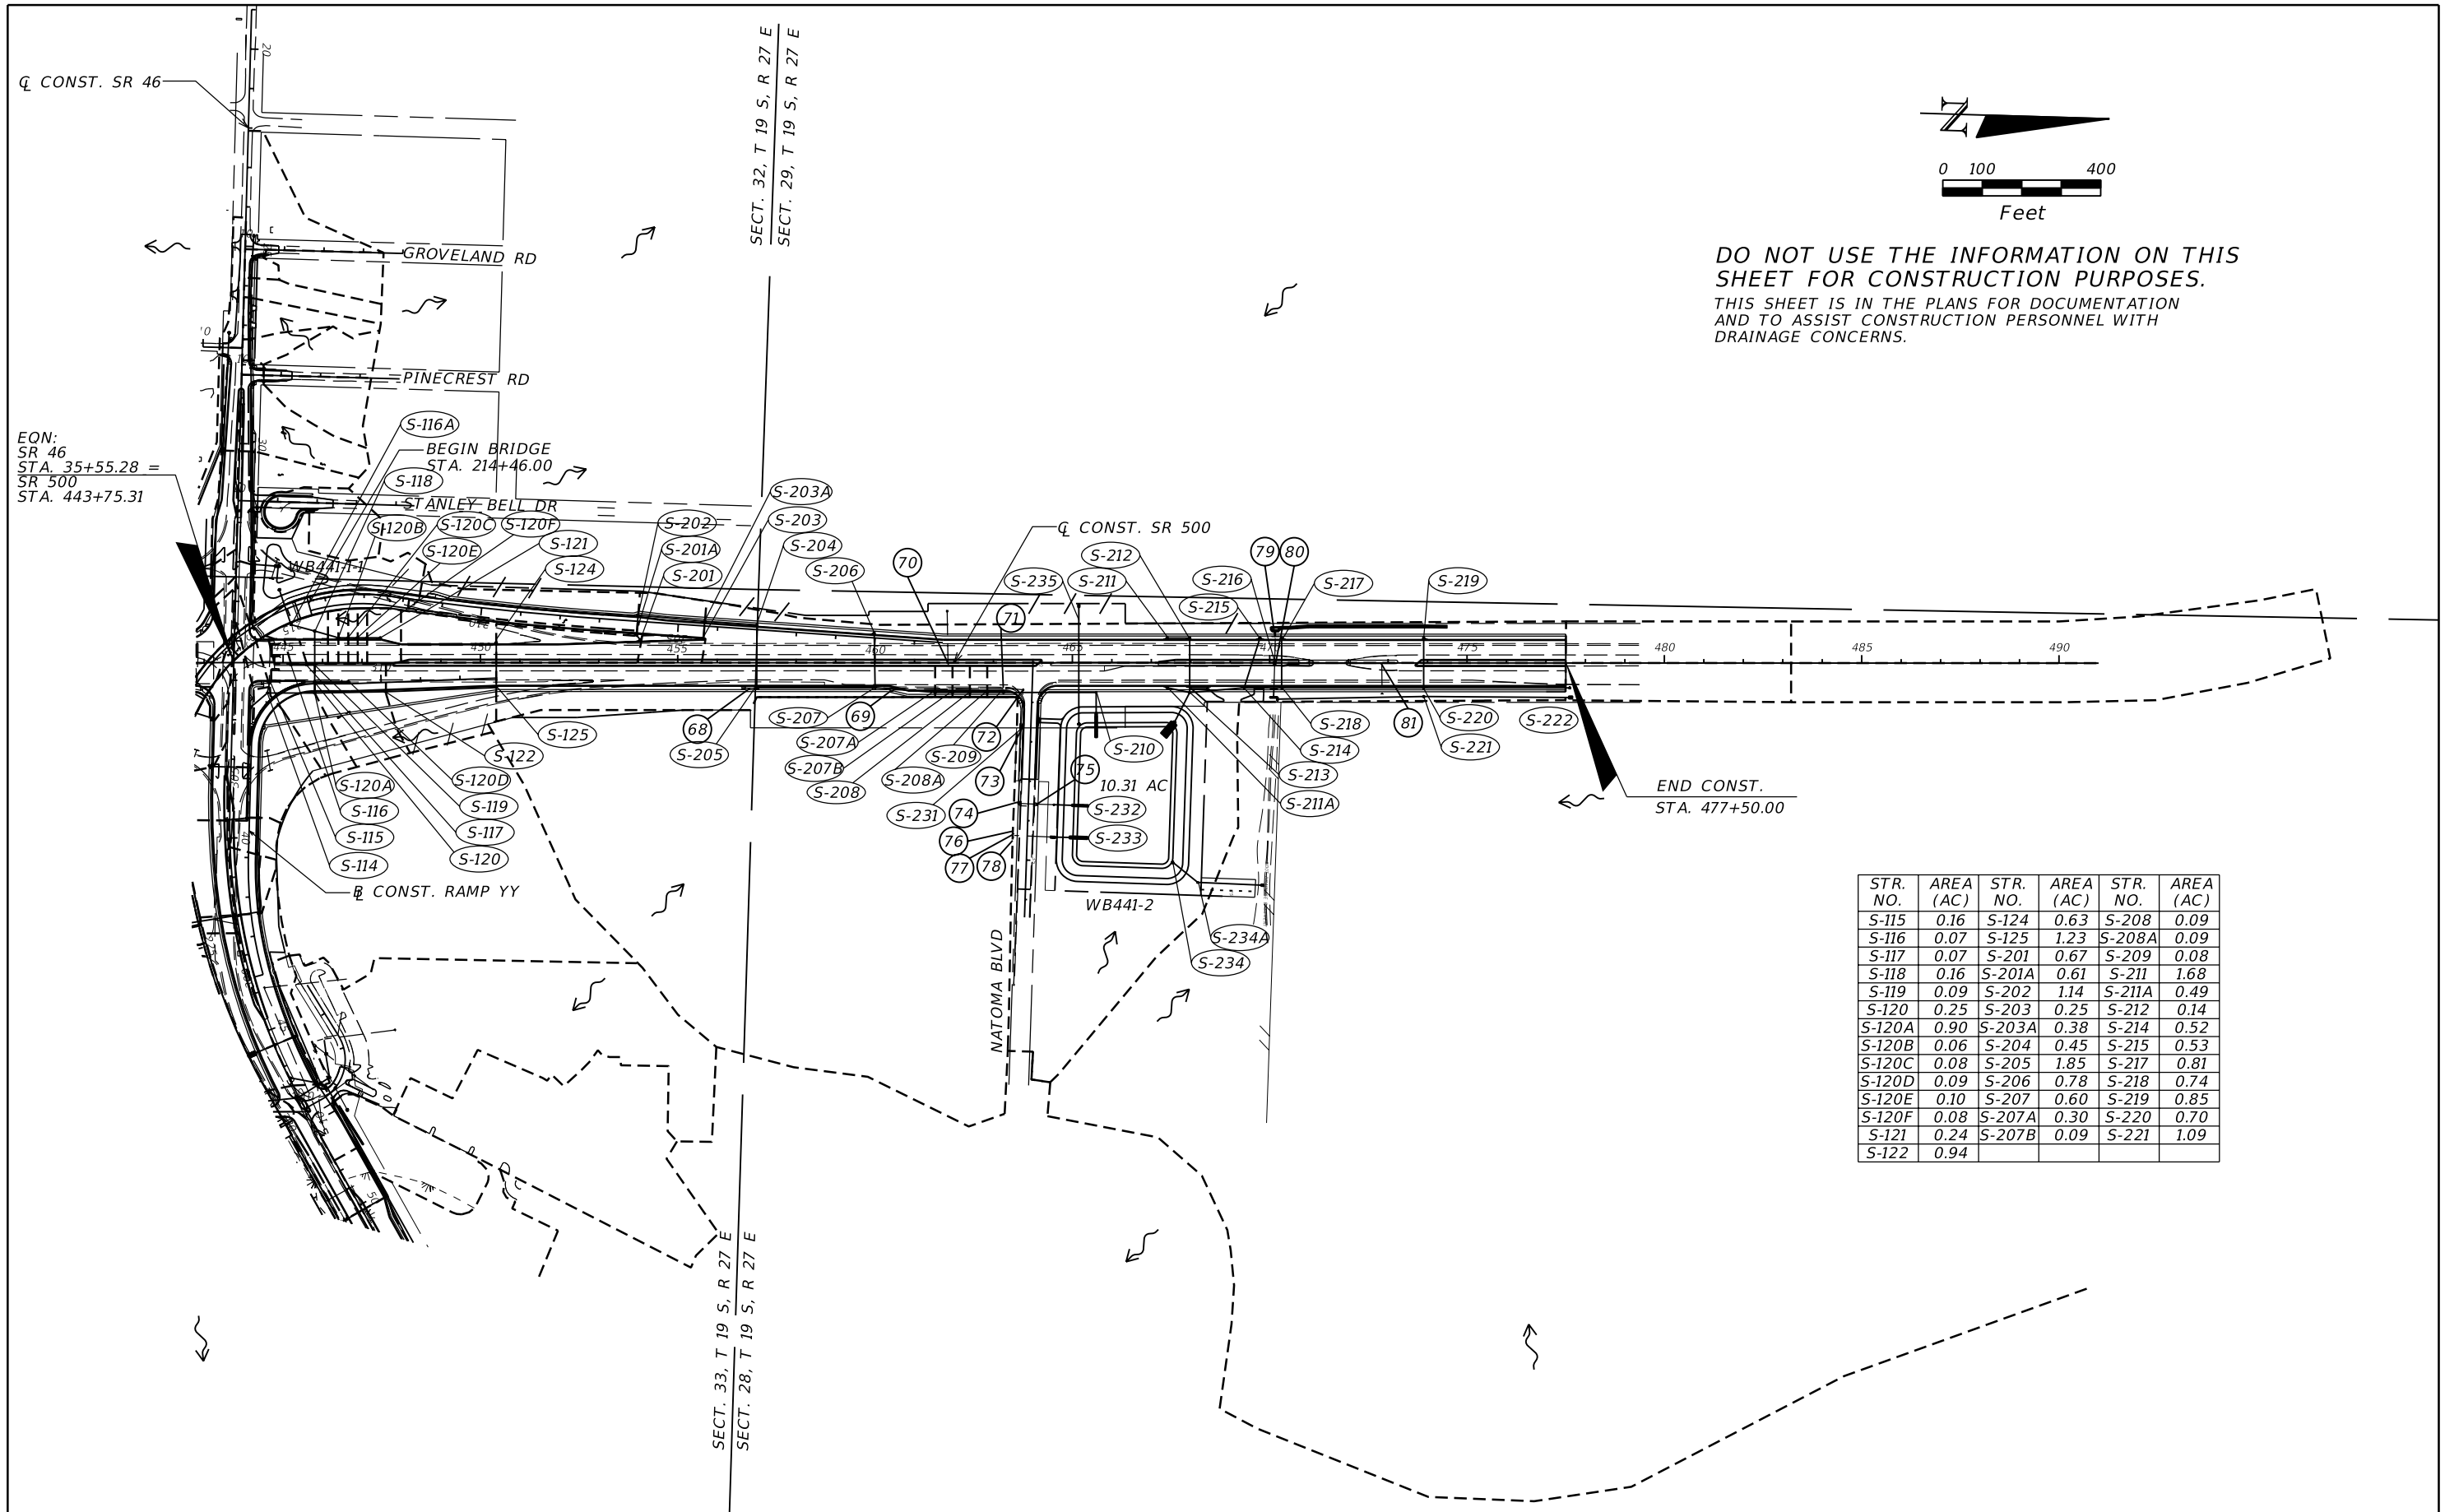 ℄ CONST. SR 46
20
SECT. 32, T 19 S, R 27 E
SECT. 29, T 19 S, R 27 E
N
0 100 400
Feet
DO NOT USE THE INFORMATION ON THIS
SHEET FOR CONSTRUCTION PURPOSES.
THIS SHEET IS IN THE PLANS FOR DOCUMENTATION
AND TO ASSIST CONSTRUCTION PERSONNEL WITH
DRAINAGE CONCERNS.
GROVELAND RD
PINECREST RD
EQN:
SR 46
STA. 35+55.28 =
SR 500
STA. 443+75.31
S-116A
BEGIN BRIDGE
STA. 214+46.00
30
S-118
STANLEY BELL DR
S-120B
S-120C
S-120F
S-120E
S-121
S-124
WB441-1-1
S-202
S-201A
S-201
S-203A
S-203
S-204
S-206
70
℄ CONST. SR 500
S-235
S-212
S-211
71
79
80
S-216
S-215
S-217
S-219
445
450
455
460
465
475
480
485
490
S-125
S-122
S-120A
S-120D
S-116
S-119
S-115
S-117
S-114
S-120
68
S-205
S-207
69
S-207A
S-207B
S-208
S-208A
S-209
72
73
S-231
74
75
76
77
78
10.31 AC
S-210
S-232
S-233
WB441-2
S-218
S-214
S-213
S-211A
81
S-220
S-221
S-222
END CONST.
STA. 477+50.00
S-234A
S-234
NATOMA BLVD
40
B CONST. RAMP YY
SECT. 33, T 19 S, R 27 E
SECT. 28, T 19 S, R 27 E
STR. NO. AREA (AC) STR. NO. AREA (AC) STR. NO. AREA (AC)
S-115 0.16 S-124 0.63 S-208 0.09
S-116 0.07 S-125 1.23 S-208A 0.09
S-117 0.07 S-201 0.67 S-209 0.08
S-118 0.16 S-201A 0.61 S-211 1.68
S-119 0.09 S-202 1.14 S-211A 0.49
S-120 0.25 S-203 0.25 S-212 0.14
S-120A 0.90 S-203A 0.38 S-214 0.52
S-120B 0.06 S-204 0.45 S-215 0.53
S-120C 0.08 S-205 1.85 S-217 0.81
S-120D 0.09 S-206 0.78 S-218 0.74
S-120E 0.10 S-207 0.60 S-219 0.85
S-120F 0.08 S-207A 0.30 S-220 0.70
S-121 0.24 S-207B 0.09 S-221 1.09
S-122 0.94